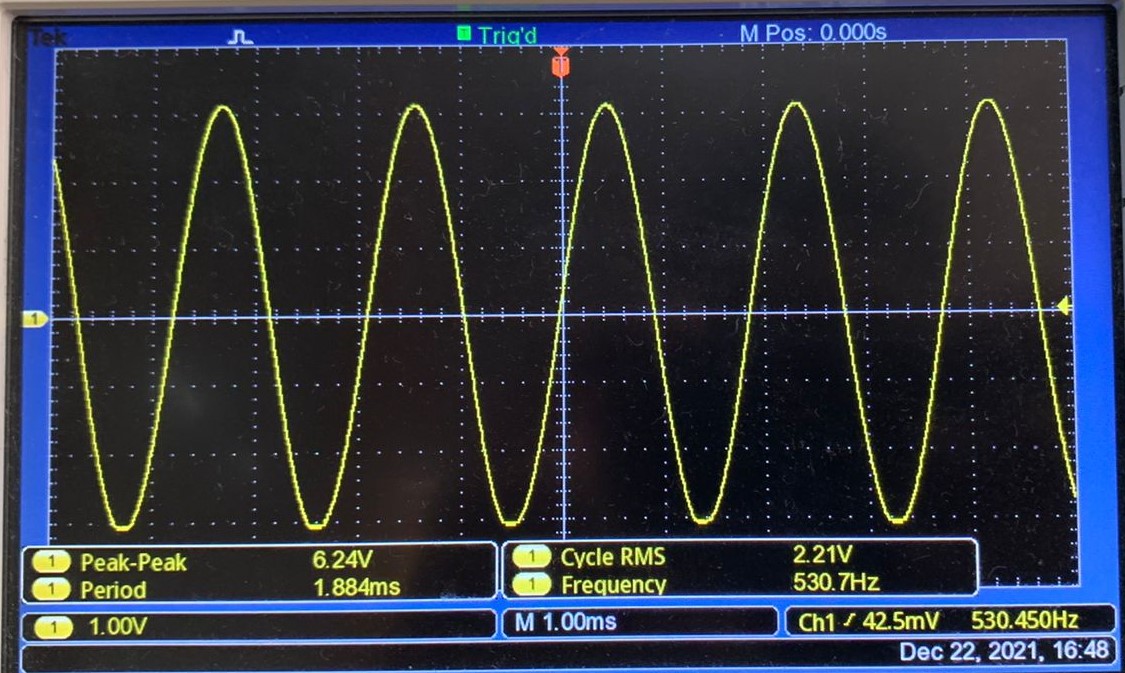 Tek Trig'd M Pos: 0.000s
T
1
1 Peak-Peak 6.24V 1 Cycle RMS 2.21V
1 Period 1.884ms 1 Frequency 530.7Hz
1 1.00V M 1.00ms Ch1 42.5mV 530.450Hz
Dec 22, 2021, 16:48